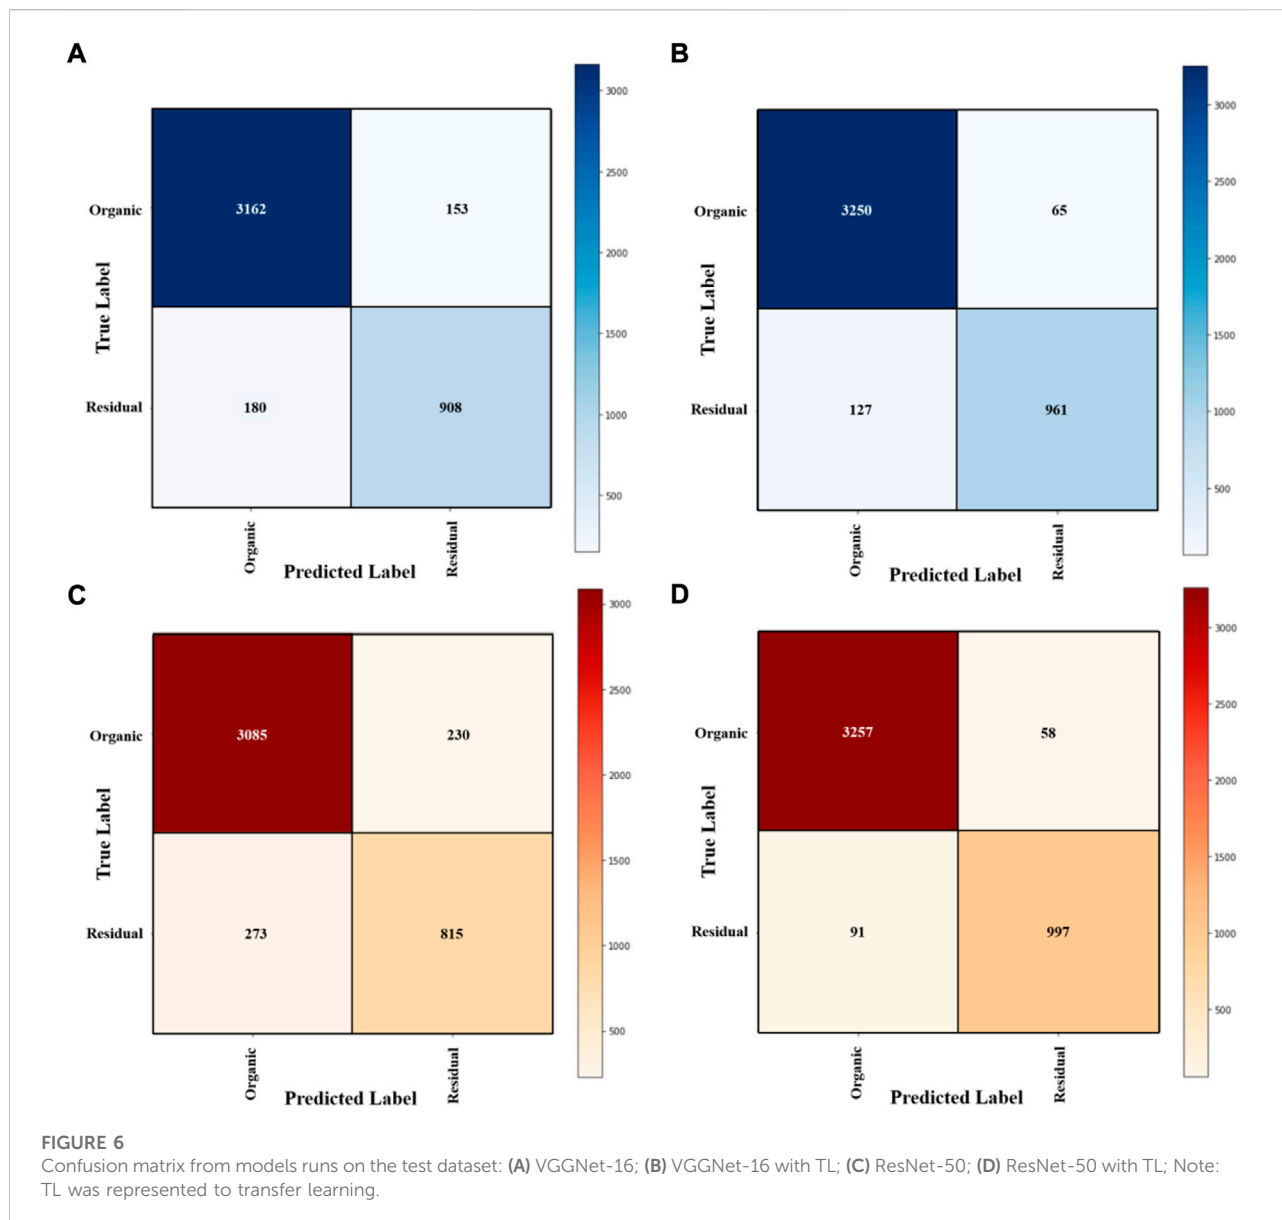 A
3000
2500
2000
1500
1000
500
Organic
3162
153
True Label
Residual
180
908
Organic
Residual
Predicted Label
B
3000
2500
2000
1500
1000
500
Organic
3250
65
True Label
Residual
127
961
Organic
Residual
Predicted Label
C
3000
2500
2000
1500
1000
500
Organic
3085
230
True Label
Residual
273
815
Organic
Residual
Predicted Label
D
3000
2500
2000
1500
1000
500
Organic
3257
58
True Label
Residual
91
997
Organic
Residual
Predicted Label
FIGURE 6
Confusion matrix from models runs on the test dataset: (A) VGGNet-16; (B) VGGNet-16 with TL; (C) ResNet-50; (D) ResNet-50 with TL; Note:
TL was represented to transfer learning.